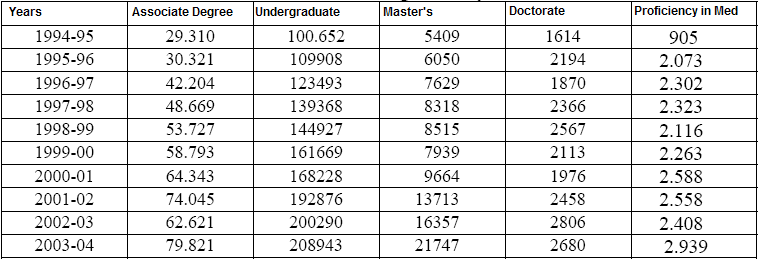 Years Associate Degree Undergraduate Master's Doctorate Proficiency in Med
1994-95 29.310 100.652 5409 1614 905
1995-96 30.321 109908 6050 2194 2.073
1996-97 42.204 123493 7629 1870 2.302
1997-98 48.669 139368 8318 2366 2.323
1998-99 53.727 144927 8515 2567 2.116
1999-00 58.793 161669 7939 2113 2.263
2000-01 64.343 168228 9664 1976 2.588
2001-02 74.045 192876 13713 2458 2.558
2002-03 62.621 200290 16357 2806 2.408
2003-04 79.821 208943 21747 2680 2.939